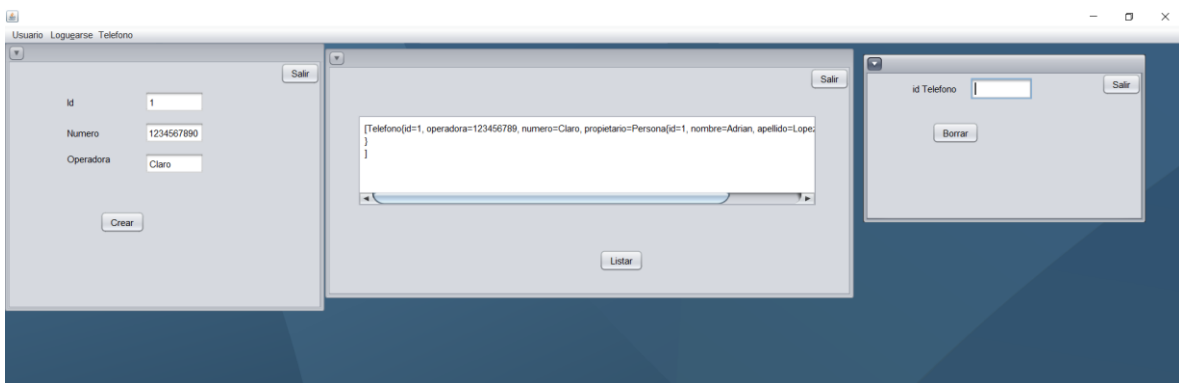 Usuario Loguearse Telefono
Salir
Id 1
Numero 1234567890
Operadora Claro
Crear
Salir
[Telefono{id=1, operadora=123456789, numero=Claro, propietario=Persona{id=1, nombre=Adrian, apellido=Lopez
}
]
Listar
id Telefono
Salir
Borrar